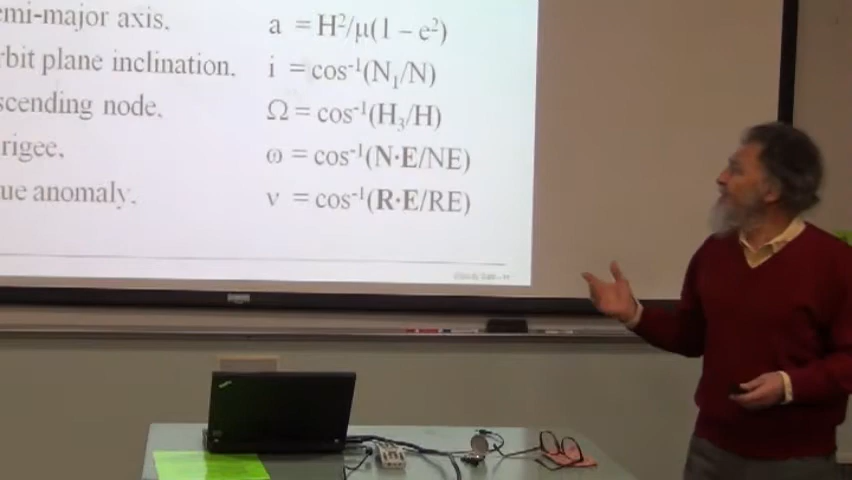 emi-major axis. a = H²/μ(1 – e²)
rbit plane inclination. i = cos⁻¹(N₁/N)
scending node. Ω = cos⁻¹(H₃/H)
rigee. ω = cos⁻¹(N·E/NE)
ue anomaly. ν = cos⁻¹(R·E/RE)